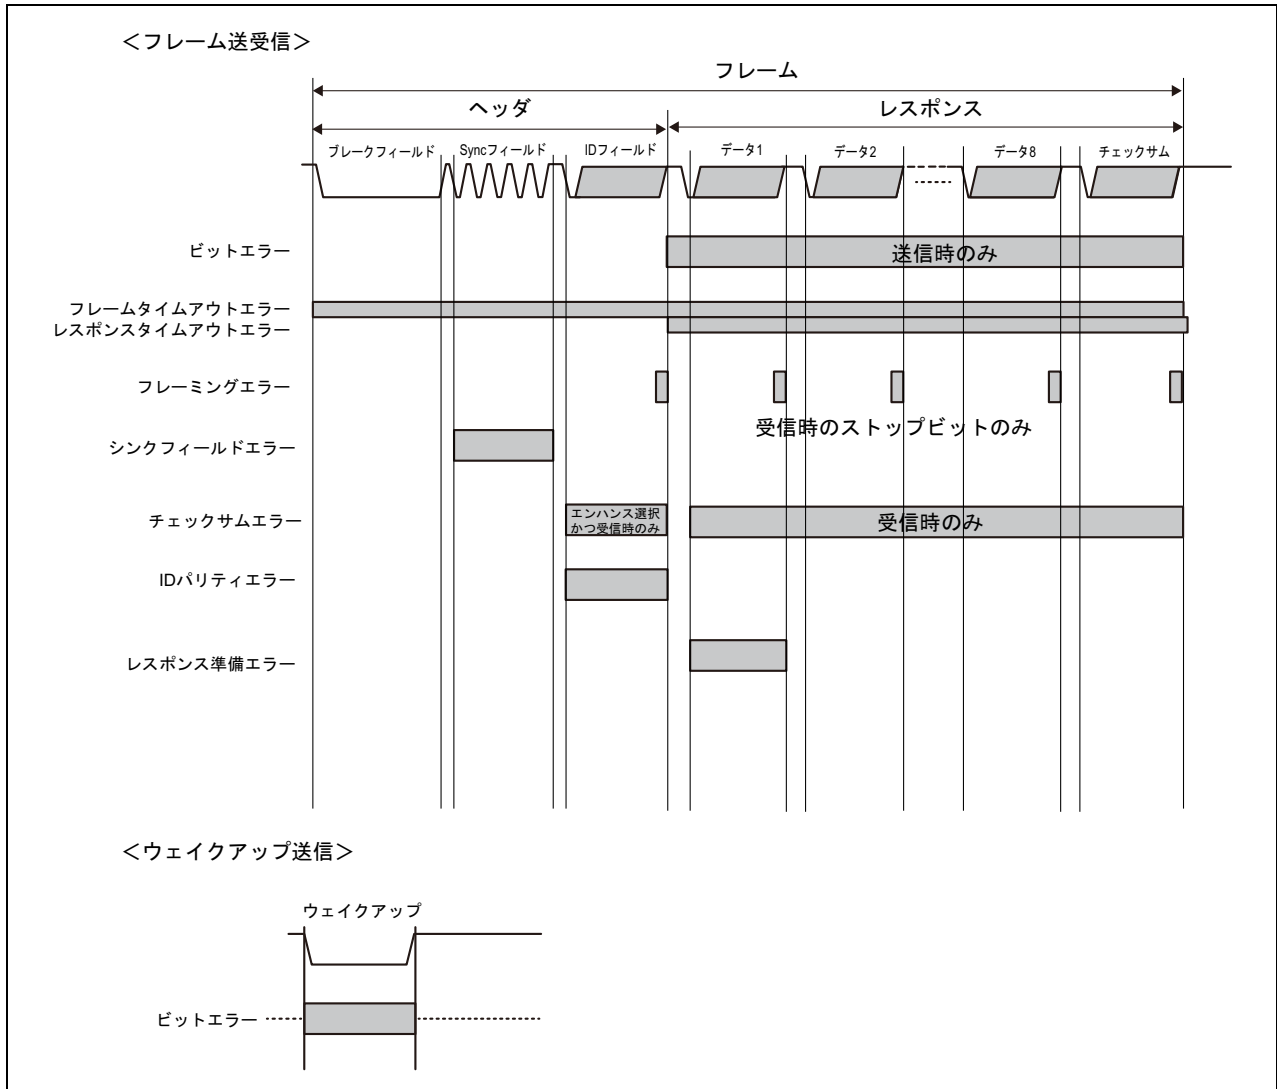 ＜フレーム送受信＞
フレーム
ヘッダ
レスポンス
ブレークフィールド
Syncフィールド
IDフィールド
データ1
データ2
データ8
チェックサム
ビットエラー
送信時のみ
フレームタイムアウトエラー
レスポンスタイムアウトエラー
フレーミングエラー
受信時のストップビットのみ
シンクフィールドエラー
チェックサムエラー
エンハンス選択
かつ受信時のみ
受信時のみ
IDパリティエラー
レスポンス準備エラー
＜ウェイクアップ送信＞
ウェイクアップ
ビットエラー